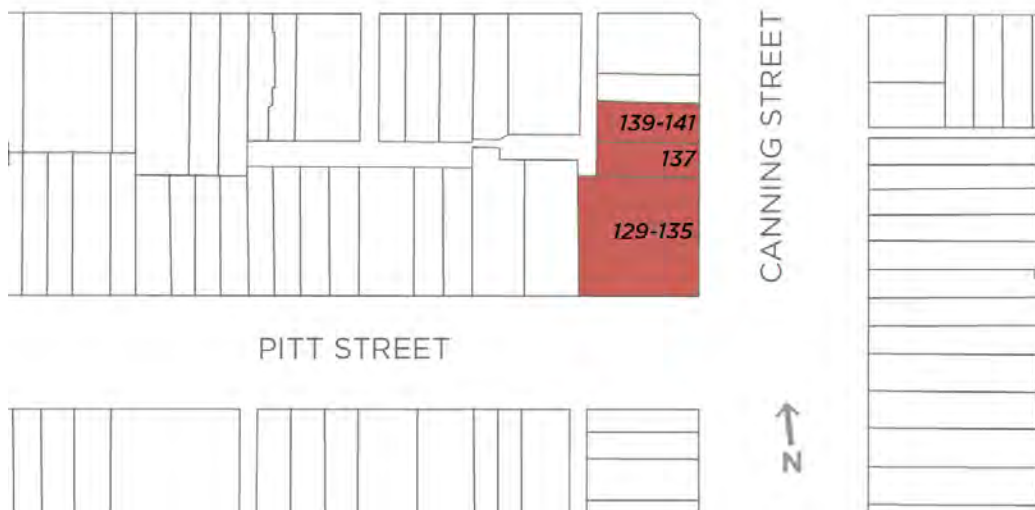 139-141
137
129-135
CANNING STREET
PITT STREET
N